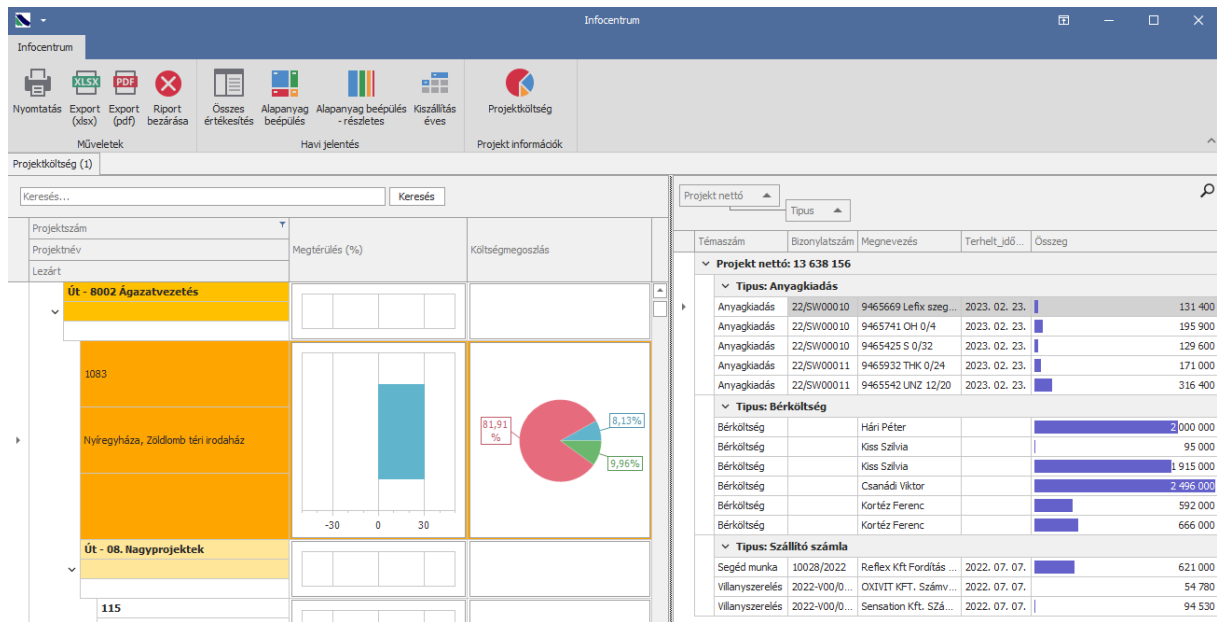 Infocentrum
Infocentrum
XLSX PDF
Nyomtatás Export (xlsx) Export (pdf) Riport bezárása Összes értékesítés Alapanyag beépülés Alapanyag beépülés - részletes Kiszállítás éves Projektköltség
Műveletek Havi jelentés Projekt információk
Projektköltség (1)
Keresés... Keresés
Projektszám
Projektnév
Lezárt
Megtérülés (%)
Költségmegoszlás
Út - 8002 Ágazatvezetés
1083
Nyíregyháza, Zöldlomb téri irodaház
-30 0 30
81,91 %
8,13%
9,96%
Út - 08. Nagyprojektek
115
Projekt nettó
Tipus
Témaszám Bizonylatszám Megnevezés Terhelt_idő... Összeg
Projekt nettó: 13 638 156
Tipus: Anyagkiadás
Anyagkiadás 22/SW00010 9465669 Lefix szeg... 2023. 02. 23. 131 400
Anyagkiadás 22/SW00010 9465741 OH 0/4 2023. 02. 23. 195 900
Anyagkiadás 22/SW00010 9465425 S 0/32 2023. 02. 23. 129 600
Anyagkiadás 22/SW00011 9465932 THK 0/24 2023. 02. 23. 171 000
Anyagkiadás 22/SW00011 9465542 UNZ 12/20 2023. 02. 23. 316 400
Tipus: Bérköltség
Bérköltség Hári Péter 2 000 000
Bérköltség Kiss Szilvia 95 000
Bérköltség Kiss Szilvia 1 915 000
Bérköltség Csanádi Viktor 2 496 000
Bérköltség Kortéz Ferenc 592 000
Bérköltség Kortéz Ferenc 666 000
Tipus: Szállító számla
Segéd munka 10028/2022 Reflex Kft Fordítás ... 2022. 07. 07. 621 000
Villanyszerelés 2022-V00/0... OXIVIT KFT. Számv... 2022. 07. 07. 54 780
Villanyszerelés 2022-V00/0... Sensation Kft. SZá... 2022. 07. 07. 94 530